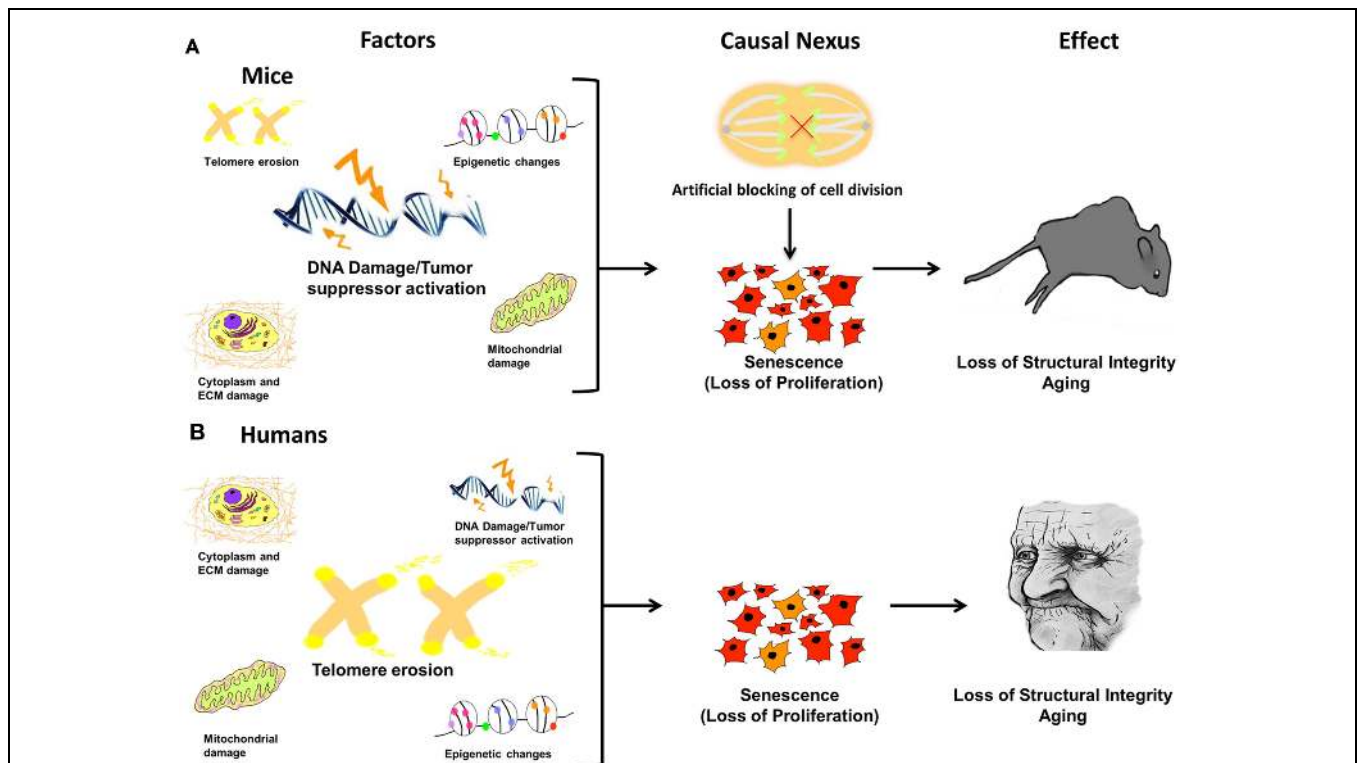 Factors
Causal Nexus
Effect
A
Mice
Telomere erosion
Epigenetic changes
DNA Damage/Tumor
suppressor activation
Mitochondrial
damage
Cytoplasm and
ECM damage
Artificial blocking of cell division
Senescence
(Loss of Proliferation)
Loss of Structural Integrity
Aging
B
Humans
Cytoplasm and
ECM damage
DNA Damage/Tumor
suppressor activation
Telomere erosion
Mitochondrial
damage
Epigenetic changes
Senescence
(Loss of Proliferation)
Loss of Structural Integrity
Aging